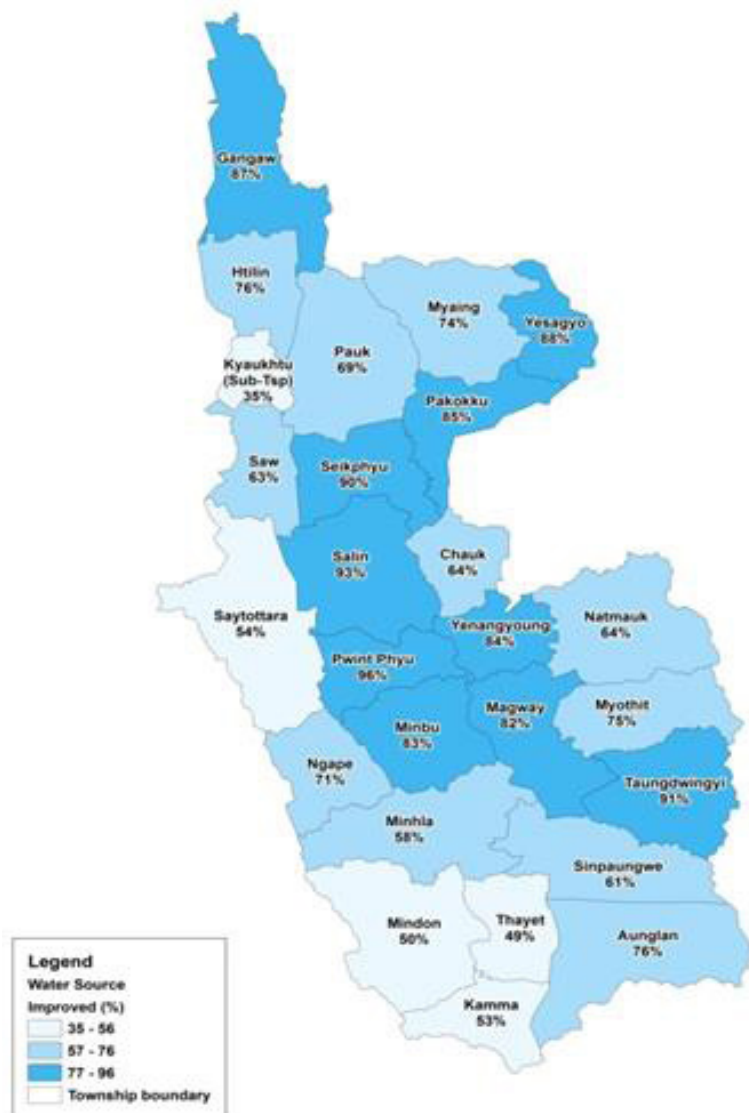 Gangaw
87%
Htilin
76%
Myaing
74%
Yesagyo
88%
Pauk
69%
Kyaukhtu
(Sub-Tsp)
35%
Pakokku
85%
Saw
63%
Seikphyu
90%
Salin
93%
Chauk
64%
Saytottara
54%
Yenangyoung
84%
Natmauk
64%
Pwint Phyu
96%
Magway
82%
Myothit
75%
Minbu
83%
Ngape
71%
Taungdwingyi
91%
Minhla
58%
Sinpaungwe
61%
Mindon
50%
Thayet
49%
Aunglan
76%
Kamma
53%
Legend
Water Source
Improved (%)
35 - 56
57 - 76
77 - 96
Township boundary